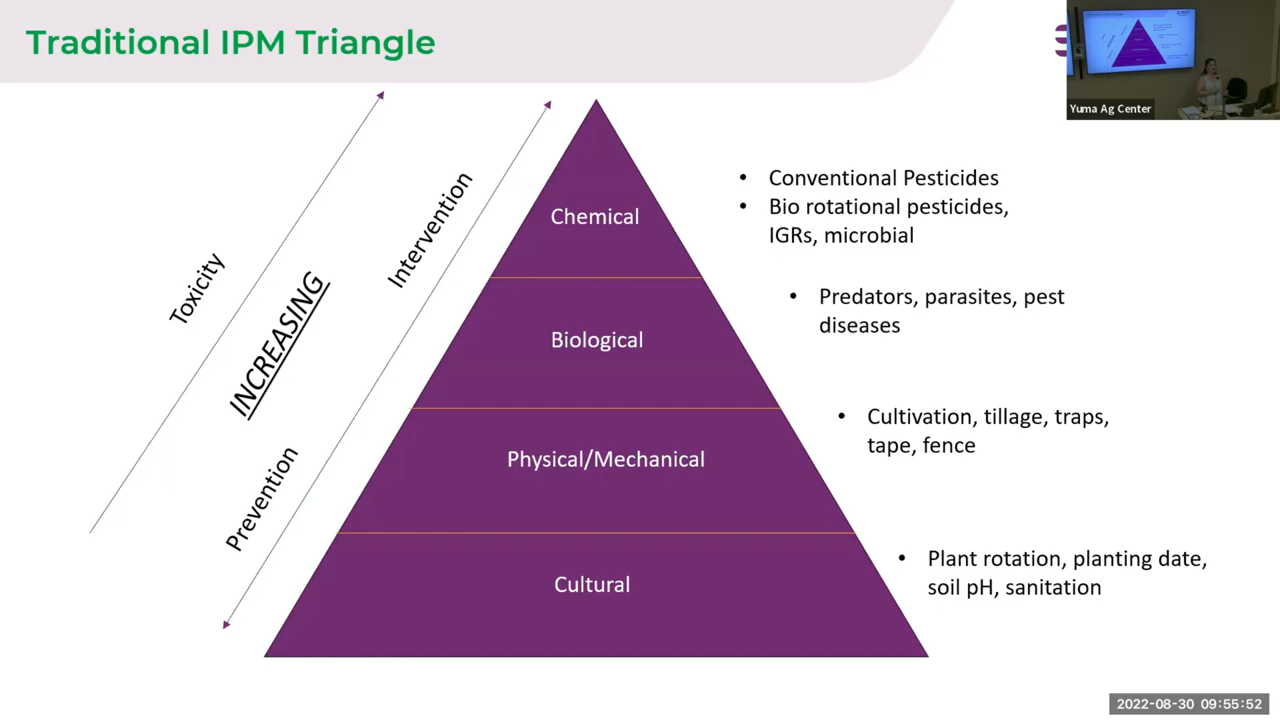 Traditional IPM Triangle
Yuma Ag Center
Toxicity
INCREASING
Intervention
Prevention
Chemical
• Conventional Pesticides
• Bio rotational pesticides,
IGRs, microbial
Biological
• Predators, parasites, pest
diseases
Physical/Mechanical
• Cultivation, tillage, traps,
tape, fence
Cultural
• Plant rotation, planting date,
soil pH, sanitation
2022-08-30 09:55:52